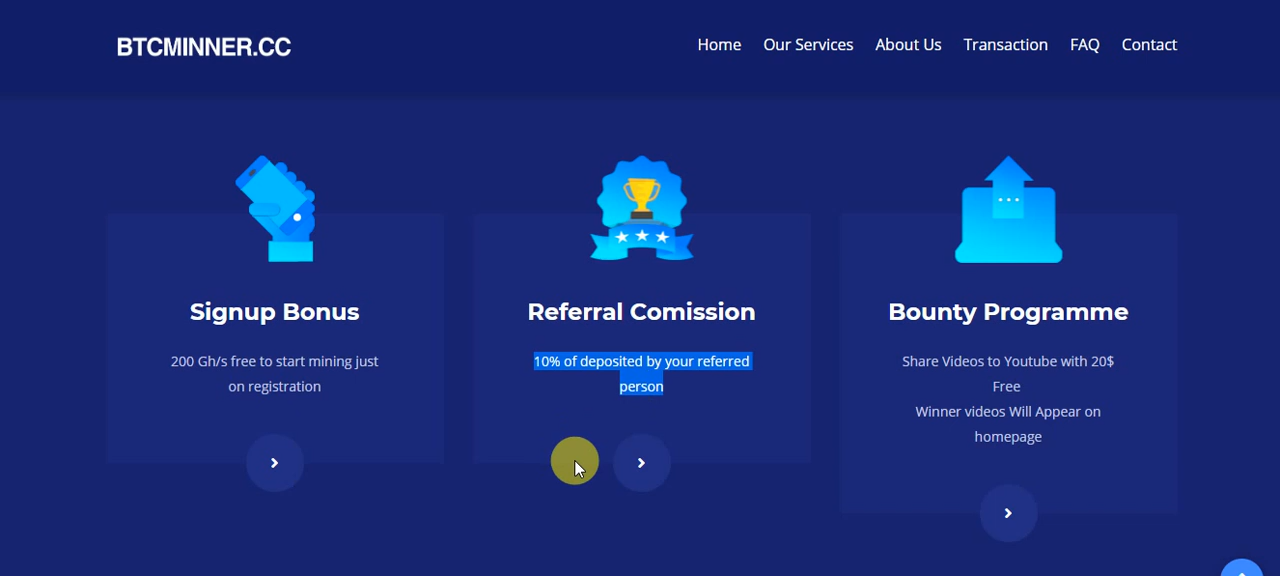 BTCMINNER.CC
Home Our Services About Us Transaction FAQ Contact
Signup Bonus
200 Gh/s free to start mining just
on registration
Referral Comission
10% of deposited by your referred
person
Bounty Programme
Share Videos to Youtube with 20$
Free
Winner videos Will Appear on
homepage